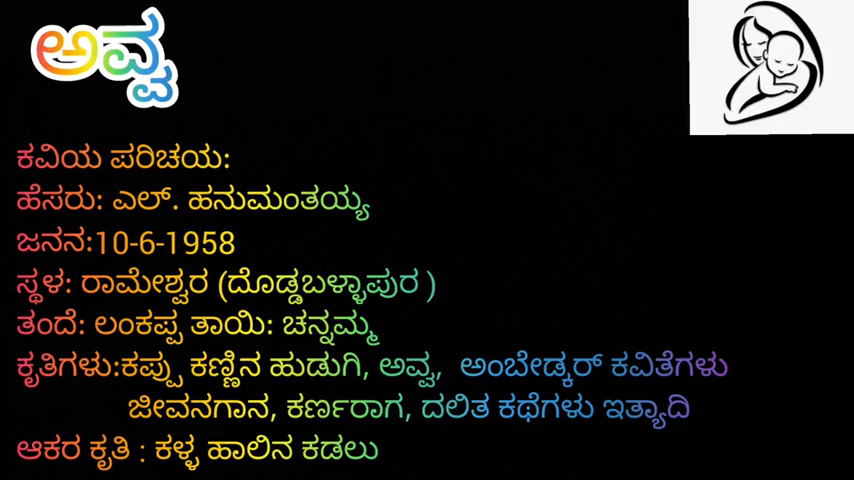 ಅವ್ವ
ಕವಿಯ ಪರಿಚಯ:
ಹೆಸರು: ಎಲ್. ಹನುಮಂತಯ್ಯ
ಜನನ:10-6-1958
ಸ್ಥಳ: ರಾಮೇಶ್ವರ (ದೊಡ್ಡಬಳ್ಳಾಪುರ )
ತಂದೆ: ಲಂಕಪ್ಪ ತಾಯಿ: ಚನ್ನಮ್ಮ
ಕೃತಿಗಳು:ಕಪ್ಪು ಕಣ್ಣಿನ ಹುಡುಗಿ, ಅವ್ವ, ಅಂಬೇಡ್ಕರ್ ಕವಿತೆಗಳು
ಜೀವನಗಾನ, ಕರ್ಣರಾಗ, ದಲಿತ ಕಥೆಗಳು ಇತ್ಯಾದಿ
ಆಕರ ಕೃತಿ : ಕಳ್ಳ ಹಾಲಿನ ಕಡಲು